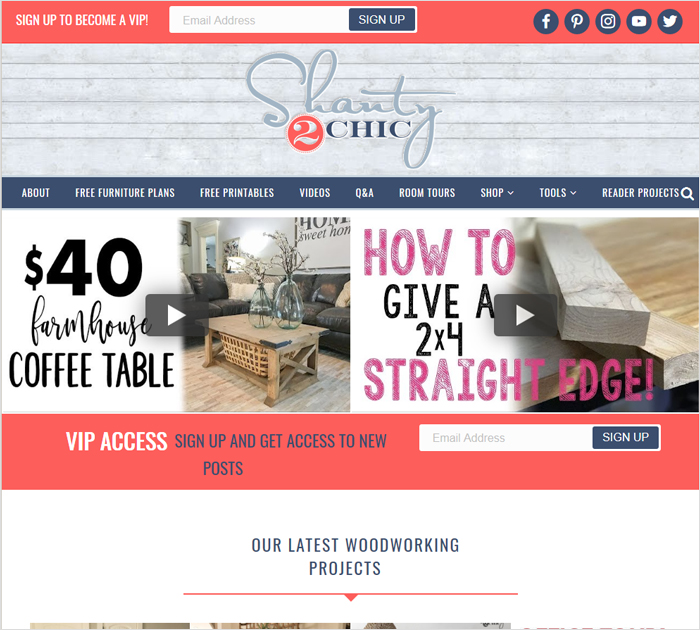 SIGN UP TO BECOME A VIP! Email Address SIGN UP
Shanty
2 CHIC
ABOUT FREE FURNITURE PLANS FREE PRINTABLES VIDEOS Q&A ROOM TOURS SHOP TOOLS READER PROJECTS
$40
farmhouse
COFFEE TABLE
HOME
sweet home
HOW TO
GIVE A
2x4
STRAIGHT EDGE!
VIP ACCESS SIGN UP AND GET ACCESS TO NEW
POSTS
Email Address SIGN UP
OUR LATEST WOODWORKING
PROJECTS